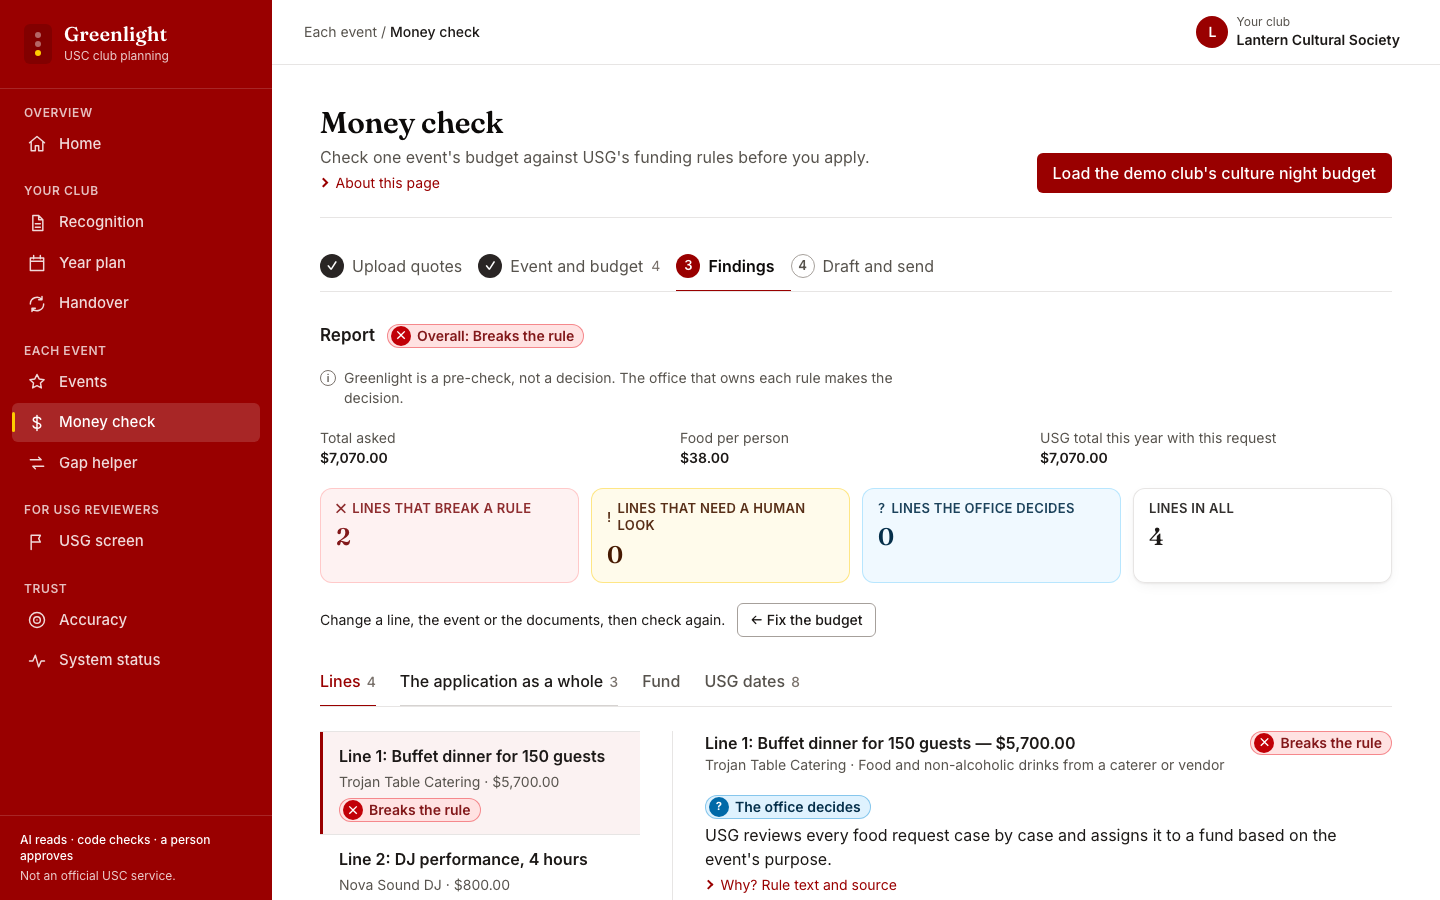 Greenlight
USC club planning
OVERVIEW
Home
YOUR CLUB
Recognition
Year plan
Handover
EACH EVENT
Events
Money check
Gap helper
FOR USG REVIEWERS
USG screen
TRUST
Accuracy
System status
AI reads · code checks · a person
approves
Not an official USC service.
Each event / Money check
L
Your club
Lantern Cultural Society
Money check
Check one event's budget against USG's funding rules before you apply.
About this page
Load the demo club's culture night budget
Upload quotes
Event and budget 4
3 Findings
4 Draft and send
Report
Overall: Breaks the rule
Greenlight is a pre-check, not a decision. The office that owns each rule makes the
decision.
Total asked
$7,070.00
Food per person
$38.00
USG total this year with this request
$7,070.00
LINES THAT BREAK A RULE
2
! LINES THAT NEED A HUMAN
LOOK
0
? LINES THE OFFICE DECIDES
0
LINES IN ALL
4
Change a line, the event or the documents, then check again.
← Fix the budget
Lines 4
The application as a whole 3
Fund
USG dates 8
Line 1: Buffet dinner for 150 guests
Trojan Table Catering · $5,700.00
Breaks the rule
Line 2: DJ performance, 4 hours
Nova Sound DJ · $800.00
Line 1: Buffet dinner for 150 guests — $5,700.00
Breaks the rule
Trojan Table Catering · Food and non-alcoholic drinks from a caterer or vendor
? The office decides
USG reviews every food request case by case and assigns it to a fund based on the
event's purpose.
Why? Rule text and source